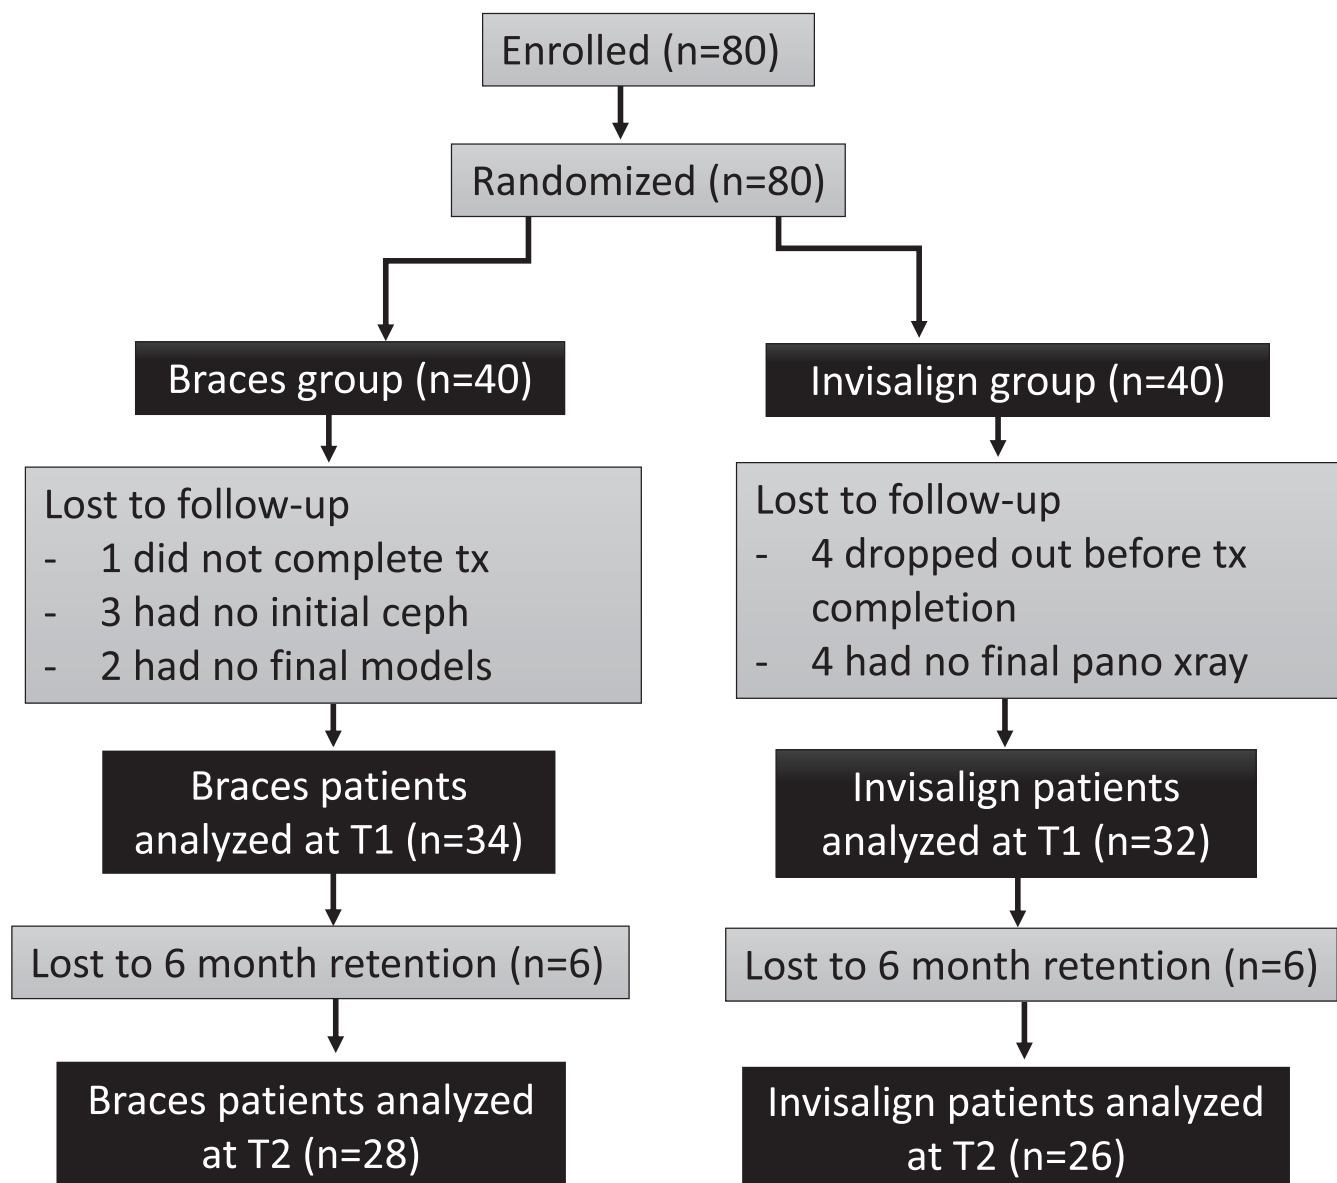 Enrolled (n=80)
Randomized (n=80)
Braces group (n=40)
Invisalign group (n=40)
Lost to follow-up
- 1 did not complete tx
- 3 had no initial ceph
- 2 had no final models
Lost to follow-up
- 4 dropped out before tx
completion
- 4 had no final pano xray
Braces patients
analyzed at T1 (n=34)
Invisalign patients
analyzed at T1 (n=32)
Lost to 6 month retention (n=6)
Lost to 6 month retention (n=6)
Braces patients analyzed
at T2 (n=28)
Invisalign patients analyzed
at T2 (n=26)